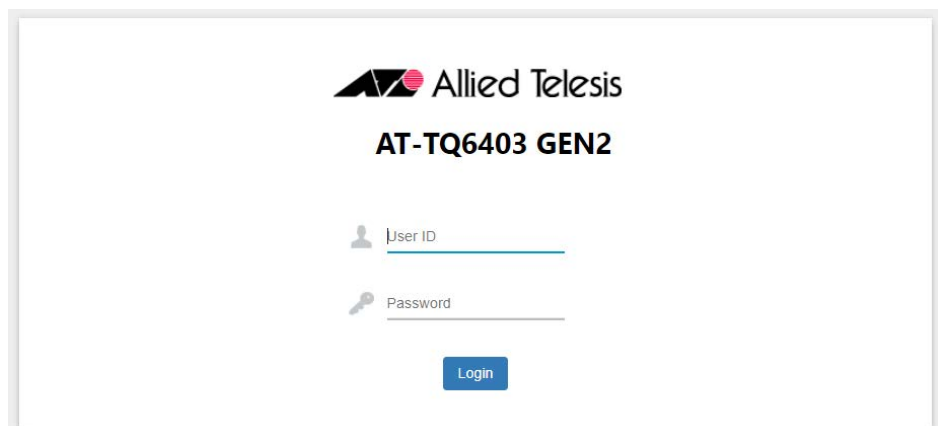 Allied Telesis
AT-TQ6403 GEN2
User ID
Password
Login